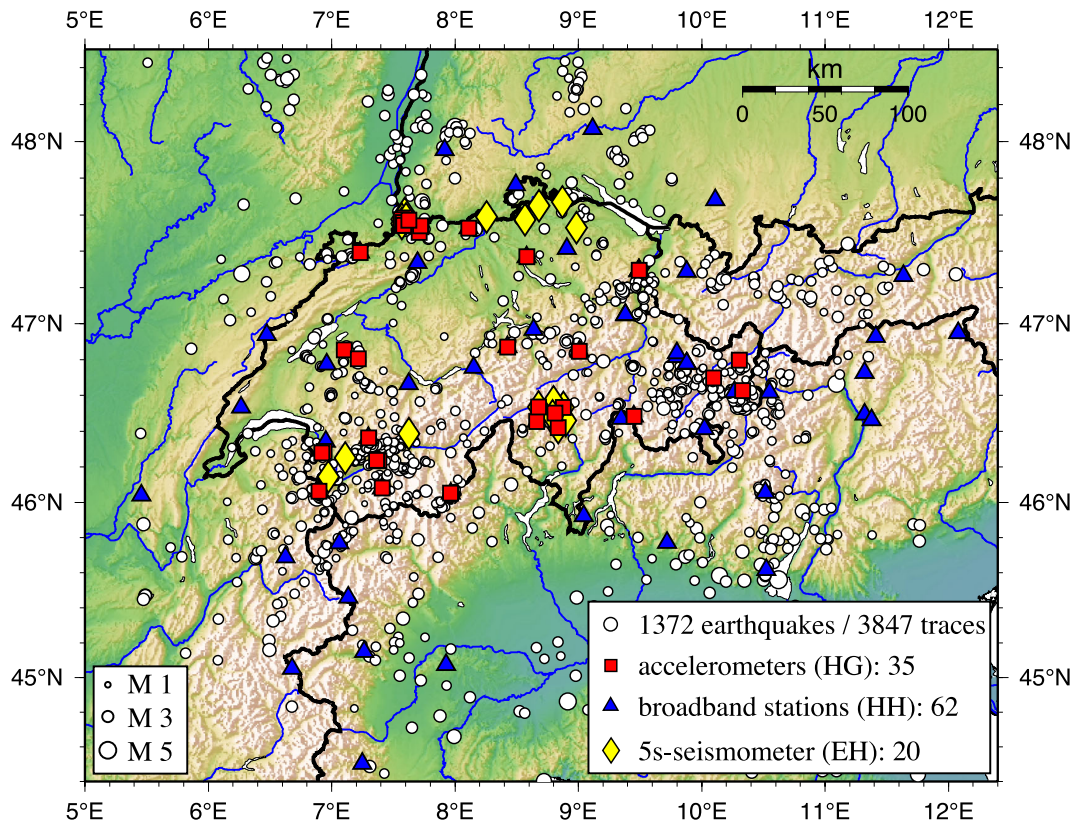 5°E 6°E 7°E 8°E 9°E 10°E 11°E 12°E
km
0 50 100
48°N 48°N
47°N 47°N
46°N 46°N
45°N 45°N
1372 earthquakes / 3847 traces
accelerometers (HG): 35
broadband stations (HH): 62
5s-seismometer (EH): 20
M 1
M 3
M 5
5°E 6°E 7°E 8°E 9°E 10°E 11°E 12°E